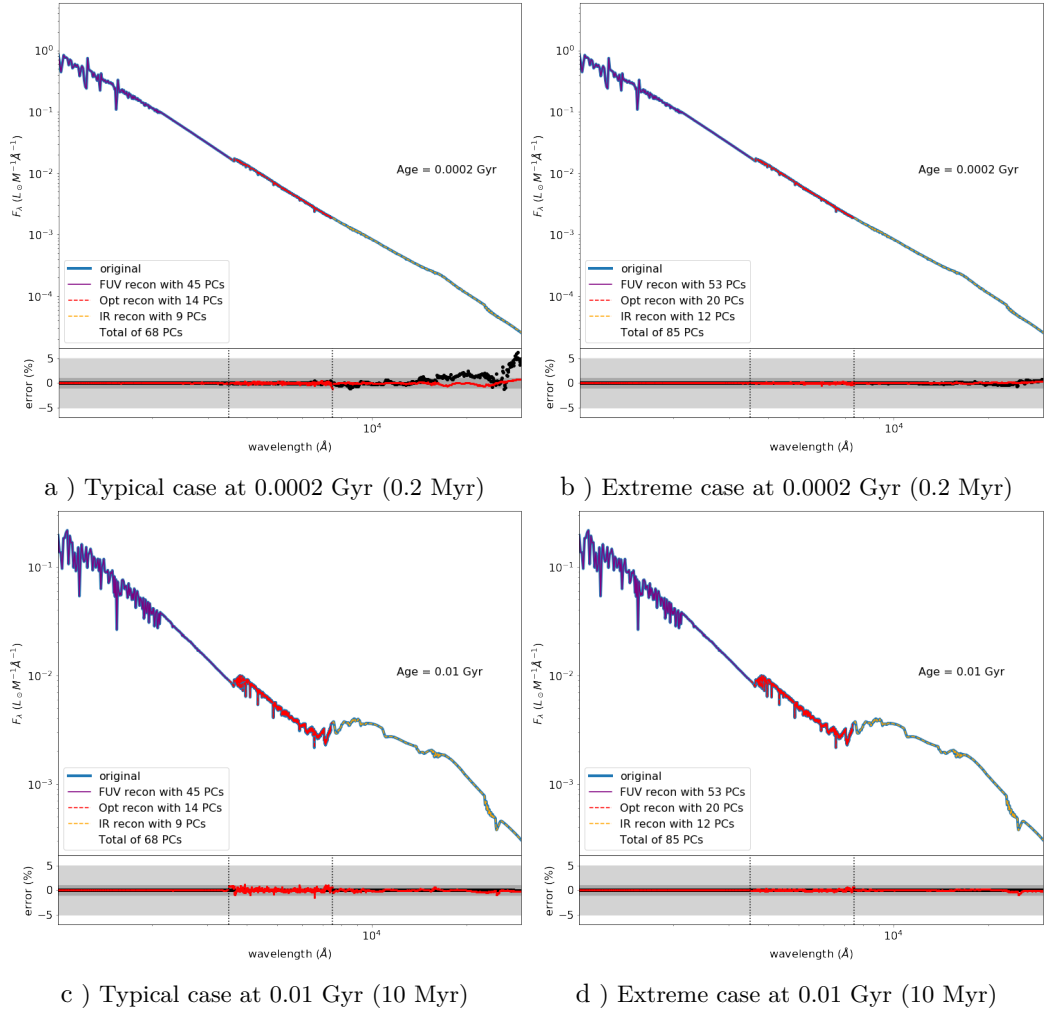 10^0
10^-1
10^-2
10^-3
10^-4
F_λ (L_⊙M^-1Å^-1)
Age = 0.0002 Gyr
original
FUV recon with 45 PCs
Opt recon with 14 PCs
IR recon with 9 PCs
Total of 68 PCs
5
0
−5
error (%)
10^4
wavelength (Å)
a ) Typical case at 0.0002 Gyr (0.2 Myr)
10^0
10^-1
10^-2
10^-3
10^-4
F_λ (L_⊙M^-1Å^-1)
Age = 0.0002 Gyr
original
FUV recon with 53 PCs
Opt recon with 20 PCs
IR recon with 12 PCs
Total of 85 PCs
5
0
−5
error (%)
10^4
wavelength (Å)
b ) Extreme case at 0.0002 Gyr (0.2 Myr)
10^-1
10^-2
10^-3
F_λ (L_⊙M^-1Å^-1)
Age = 0.01 Gyr
original
FUV recon with 45 PCs
Opt recon with 14 PCs
IR recon with 9 PCs
Total of 68 PCs
5
0
−5
error (%)
10^4
wavelength (Å)
c ) Typical case at 0.01 Gyr (10 Myr)
10^-1
10^-2
10^-3
F_λ (L_⊙M^-1Å^-1)
Age = 0.01 Gyr
original
FUV recon with 53 PCs
Opt recon with 20 PCs
IR recon with 12 PCs
Total of 85 PCs
5
0
−5
error (%)
10^4
wavelength (Å)
d ) Extreme case at 0.01 Gyr (10 Myr)